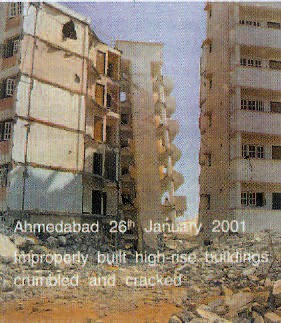 Ahmedabad 26th January 2001
Improperly built high-rise buildings
crumbled and cracked